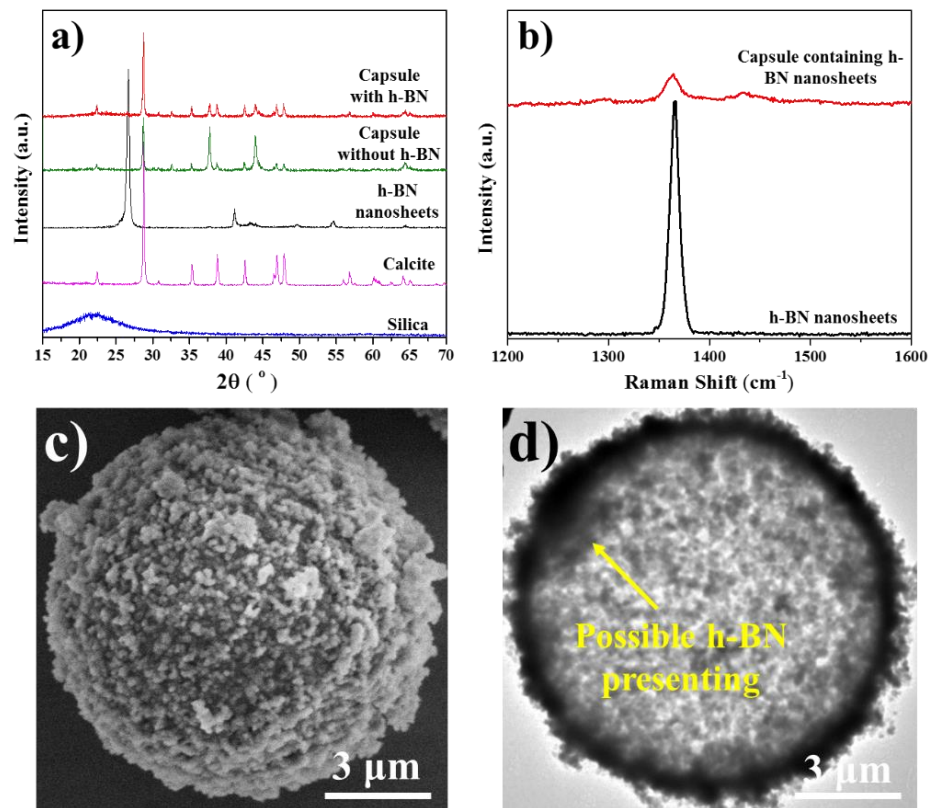 a)
Capsule
with h-BN
Capsule
without h-BN
h-BN
nanosheets
Calcite
Silica
Intensity (a.u.)
15 20 25 30 35 40 45 50 55 60 65 70
2θ ( ° )
b)
Capsule containing h-
BN nanosheets
h-BN nanosheets
Intensity (a.u.)
1200 1300 1400 1500 1600
Raman Shift (cm⁻¹)
c)
3 μm
d)
Possible h-BN
presenting
3 μm